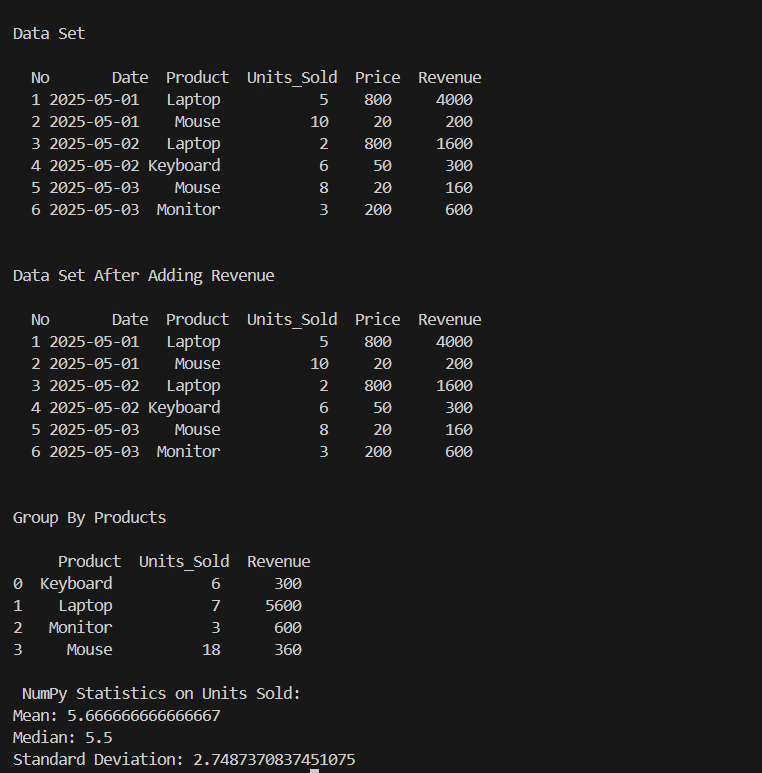 Data Set
No Date Product Units_Sold Price Revenue
1 2025-05-01 Laptop 5 800 4000
2 2025-05-01 Mouse 10 20 200
3 2025-05-02 Laptop 2 800 1600
4 2025-05-02 Keyboard 6 50 300
5 2025-05-03 Mouse 8 20 160
6 2025-05-03 Monitor 3 200 600
Data Set After Adding Revenue
No Date Product Units_Sold Price Revenue
1 2025-05-01 Laptop 5 800 4000
2 2025-05-01 Mouse 10 20 200
3 2025-05-02 Laptop 2 800 1600
4 2025-05-02 Keyboard 6 50 300
5 2025-05-03 Mouse 8 20 160
6 2025-05-03 Monitor 3 200 600
Group By Products
Product Units_Sold Revenue
0 Keyboard 6 300
1 Laptop 7 5600
2 Monitor 3 600
3 Mouse 18 360
NumPy Statistics on Units Sold:
Mean: 5.666666666666667
Median: 5.5
Standard Deviation: 2.7487370837451075